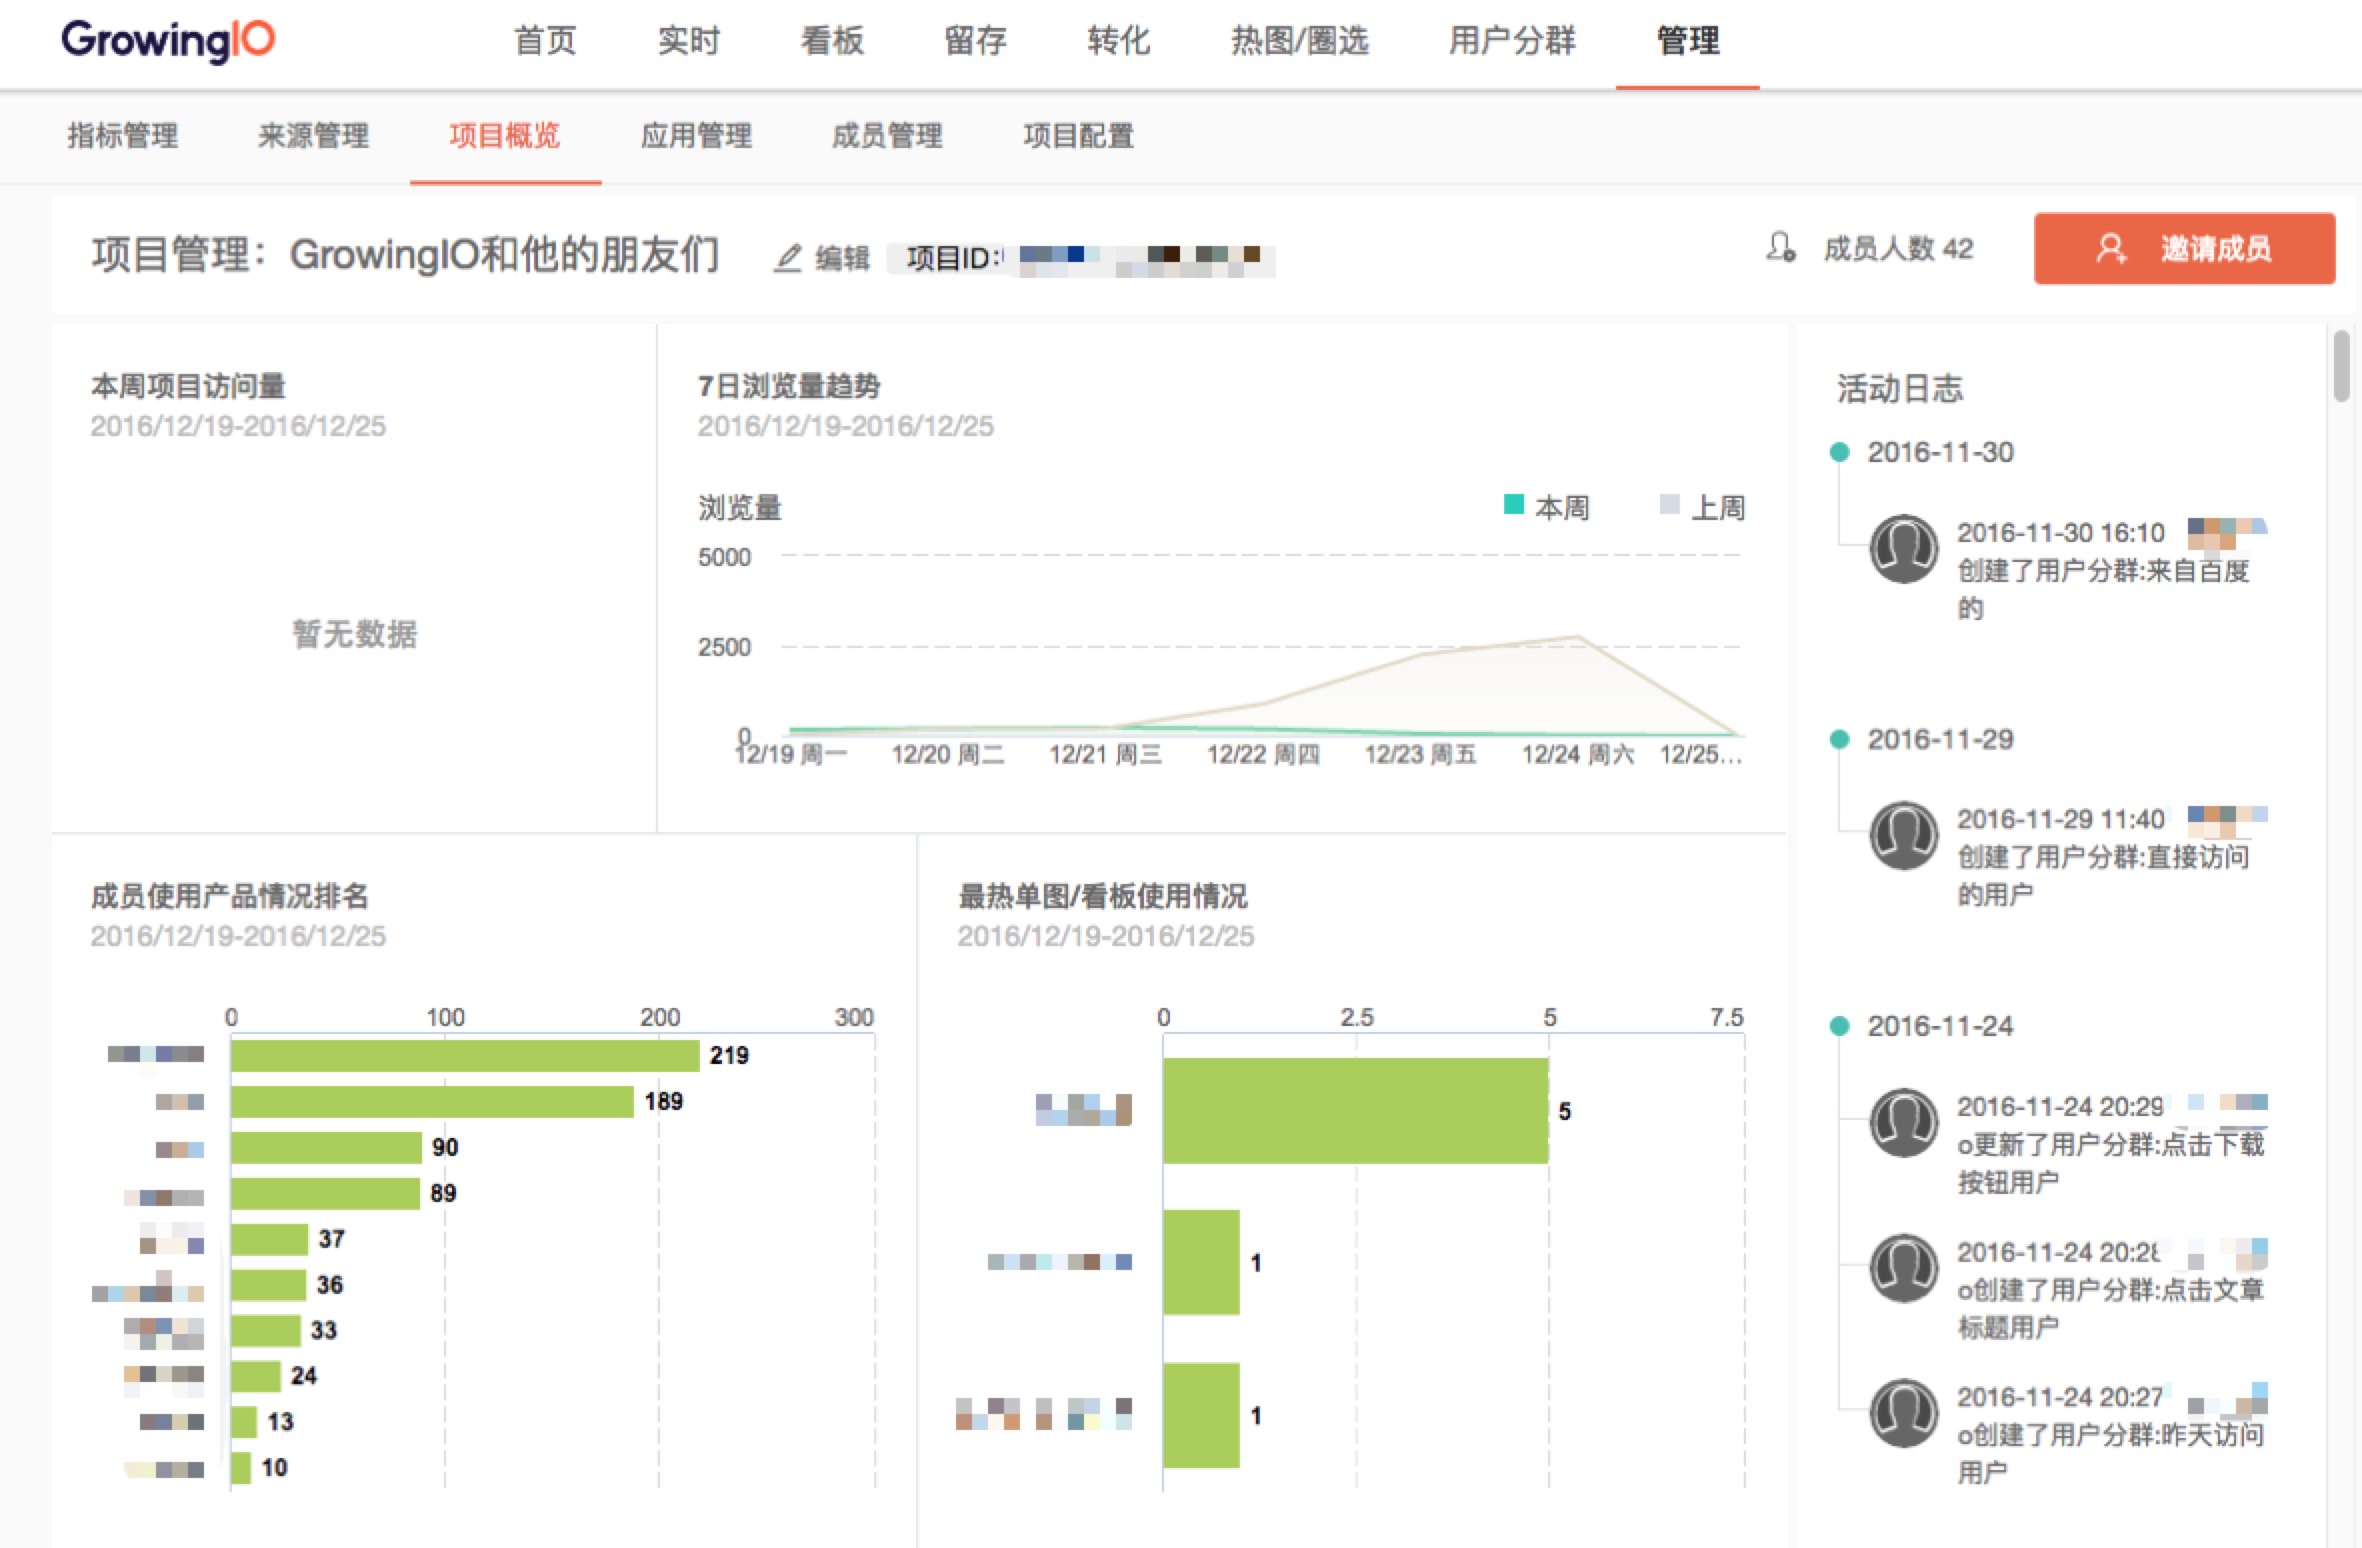 GrowingIO
首页 实时 看板 留存 转化 热图/圈选 用户分群 管理
指标管理 来源管理 项目概览 应用管理 成员管理 项目配置
项目管理：GrowingIO和他的朋友们 编辑 项目ID: 成员人数 42 邀请成员
本周项目访问量
2016/12/19-2016/12/25
暂无数据
7日浏览量趋势
2016/12/19-2016/12/25
浏览量 本周 上周
5000
2500
0
12/19 周一 12/20 周二 12/21 周三 12/22 周四 12/23 周五 12/24 周六 12/25...
成员使用产品情况排名
2016/12/19-2016/12/25
0 100 200 300
219
189
90
89
37
36
33
24
13
10
最热单图/看板使用情况
2016/12/19-2016/12/25
0 2.5 5 7.5
5
1
1
活动日志
2016-11-30
2016-11-30 16:10
创建了用户分群:来自百度
的
2016-11-29
2016-11-29 11:40
创建了用户分群:直接访问
的用户
2016-11-24
2016-11-24 20:29
o更新了用户分群:点击下载
按钮用户
2016-11-24 20:28
o创建了用户分群:点击文章
标题用户
2016-11-24 20:27
o创建了用户分群:昨天访问
用户